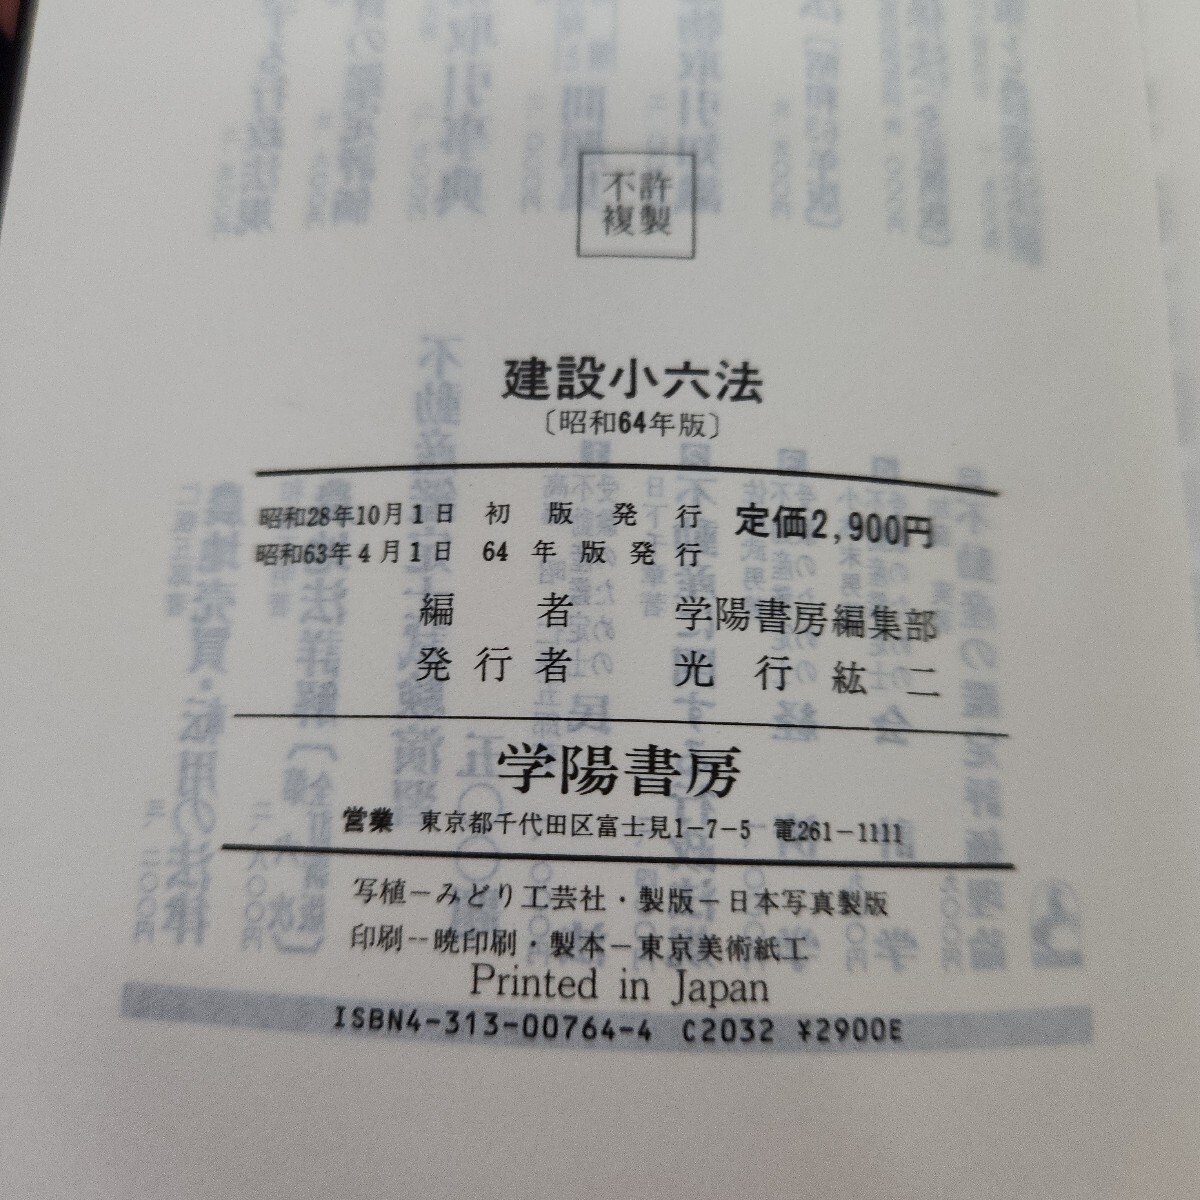 不許
複製
建設小六法
〔昭和64年版〕
昭和28年10月1日 初版発行
昭和63年4月1日 64年版発行
定価2,900円
編者 学陽書房編集部
発行者 光行紘二
学陽書房
営業 東京都千代田区富士見1-7-5 電261-1111
写植-みどり工芸社・製版-日本写真製版
印刷--暁印刷・製本-東京美術紙工
Printed in Japan
ISBN4-313-00764-4 C2032 ¥2900E